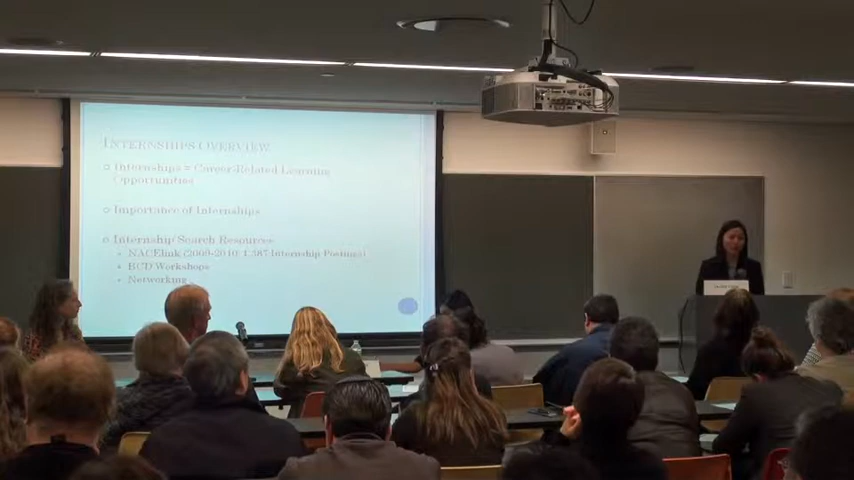 INTERNSHIPS OVERVIEW
Internships = Career-Related Learning
Opportunities
Importance of Internships
Internship Search Resources
NACElink (2009-2010: 1,587 Internship Postings)
BCD Workshops
Networking